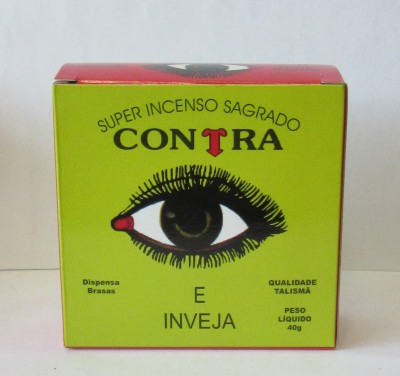 SUPER INCENSO SAGRADO
CONTRA
Dispensa
Brasas
E
INVEJA
QUALIDADE
TALISMÃ
PESO
LÍQUIDO
40g